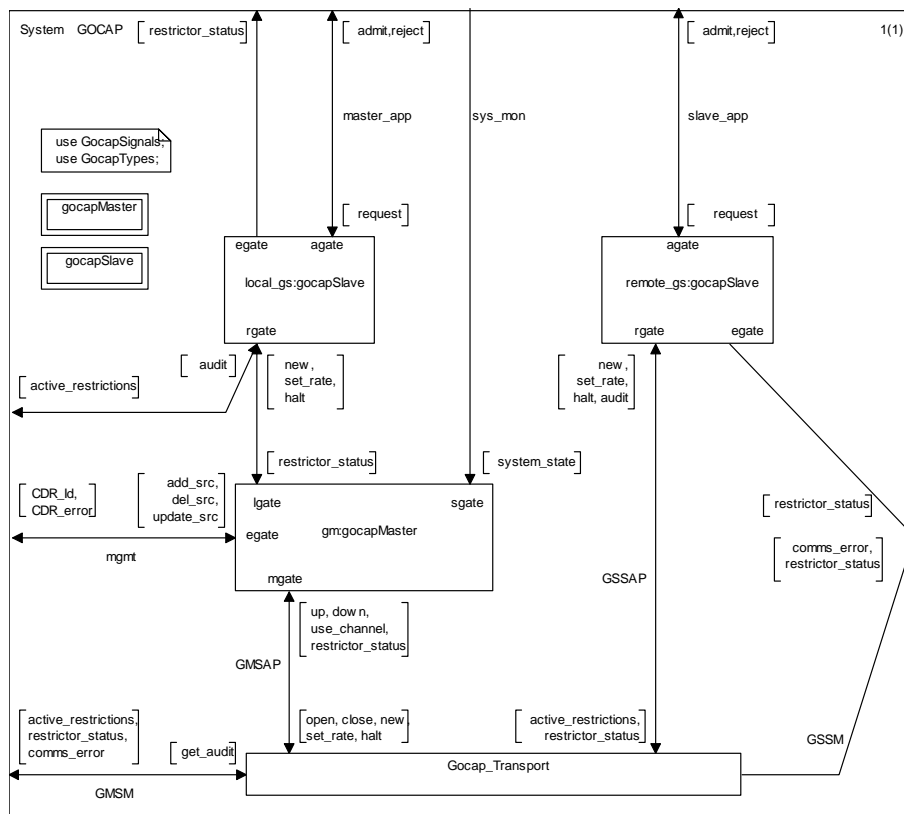 System GOCAP
restrictor_status
admit,reject
admit,reject
1(1)
master_app
sys_mon
slave_app
use GocapSignals;
use GocapTypes;
gocapMaster
gocapSlave
request
request
egate
agate
agate
local_gs:gocapSlave
remote_gs:gocapSlave
rgate
rgate
egate
audit
new,
set_rate,
halt
new,
set_rate,
halt, audit
active_restrictions
restrictor_status
system_state
CDR_Id,
CDR_error
add_src,
del_src,
update_src
lgate
sgate
egate
gm:gocapMaster
mgate
mgmt
restrictor_status
comms_error,
restrictor_status
GSSAP
up, down,
use_channel,
restrictor_status
GMSAP
active_restrictions,
restrictor_status,
comms_error
get_audit
open, close, new,
set_rate, halt
active_restrictions,
restrictor_status
GSSM
Gocap_Transport
GMSM